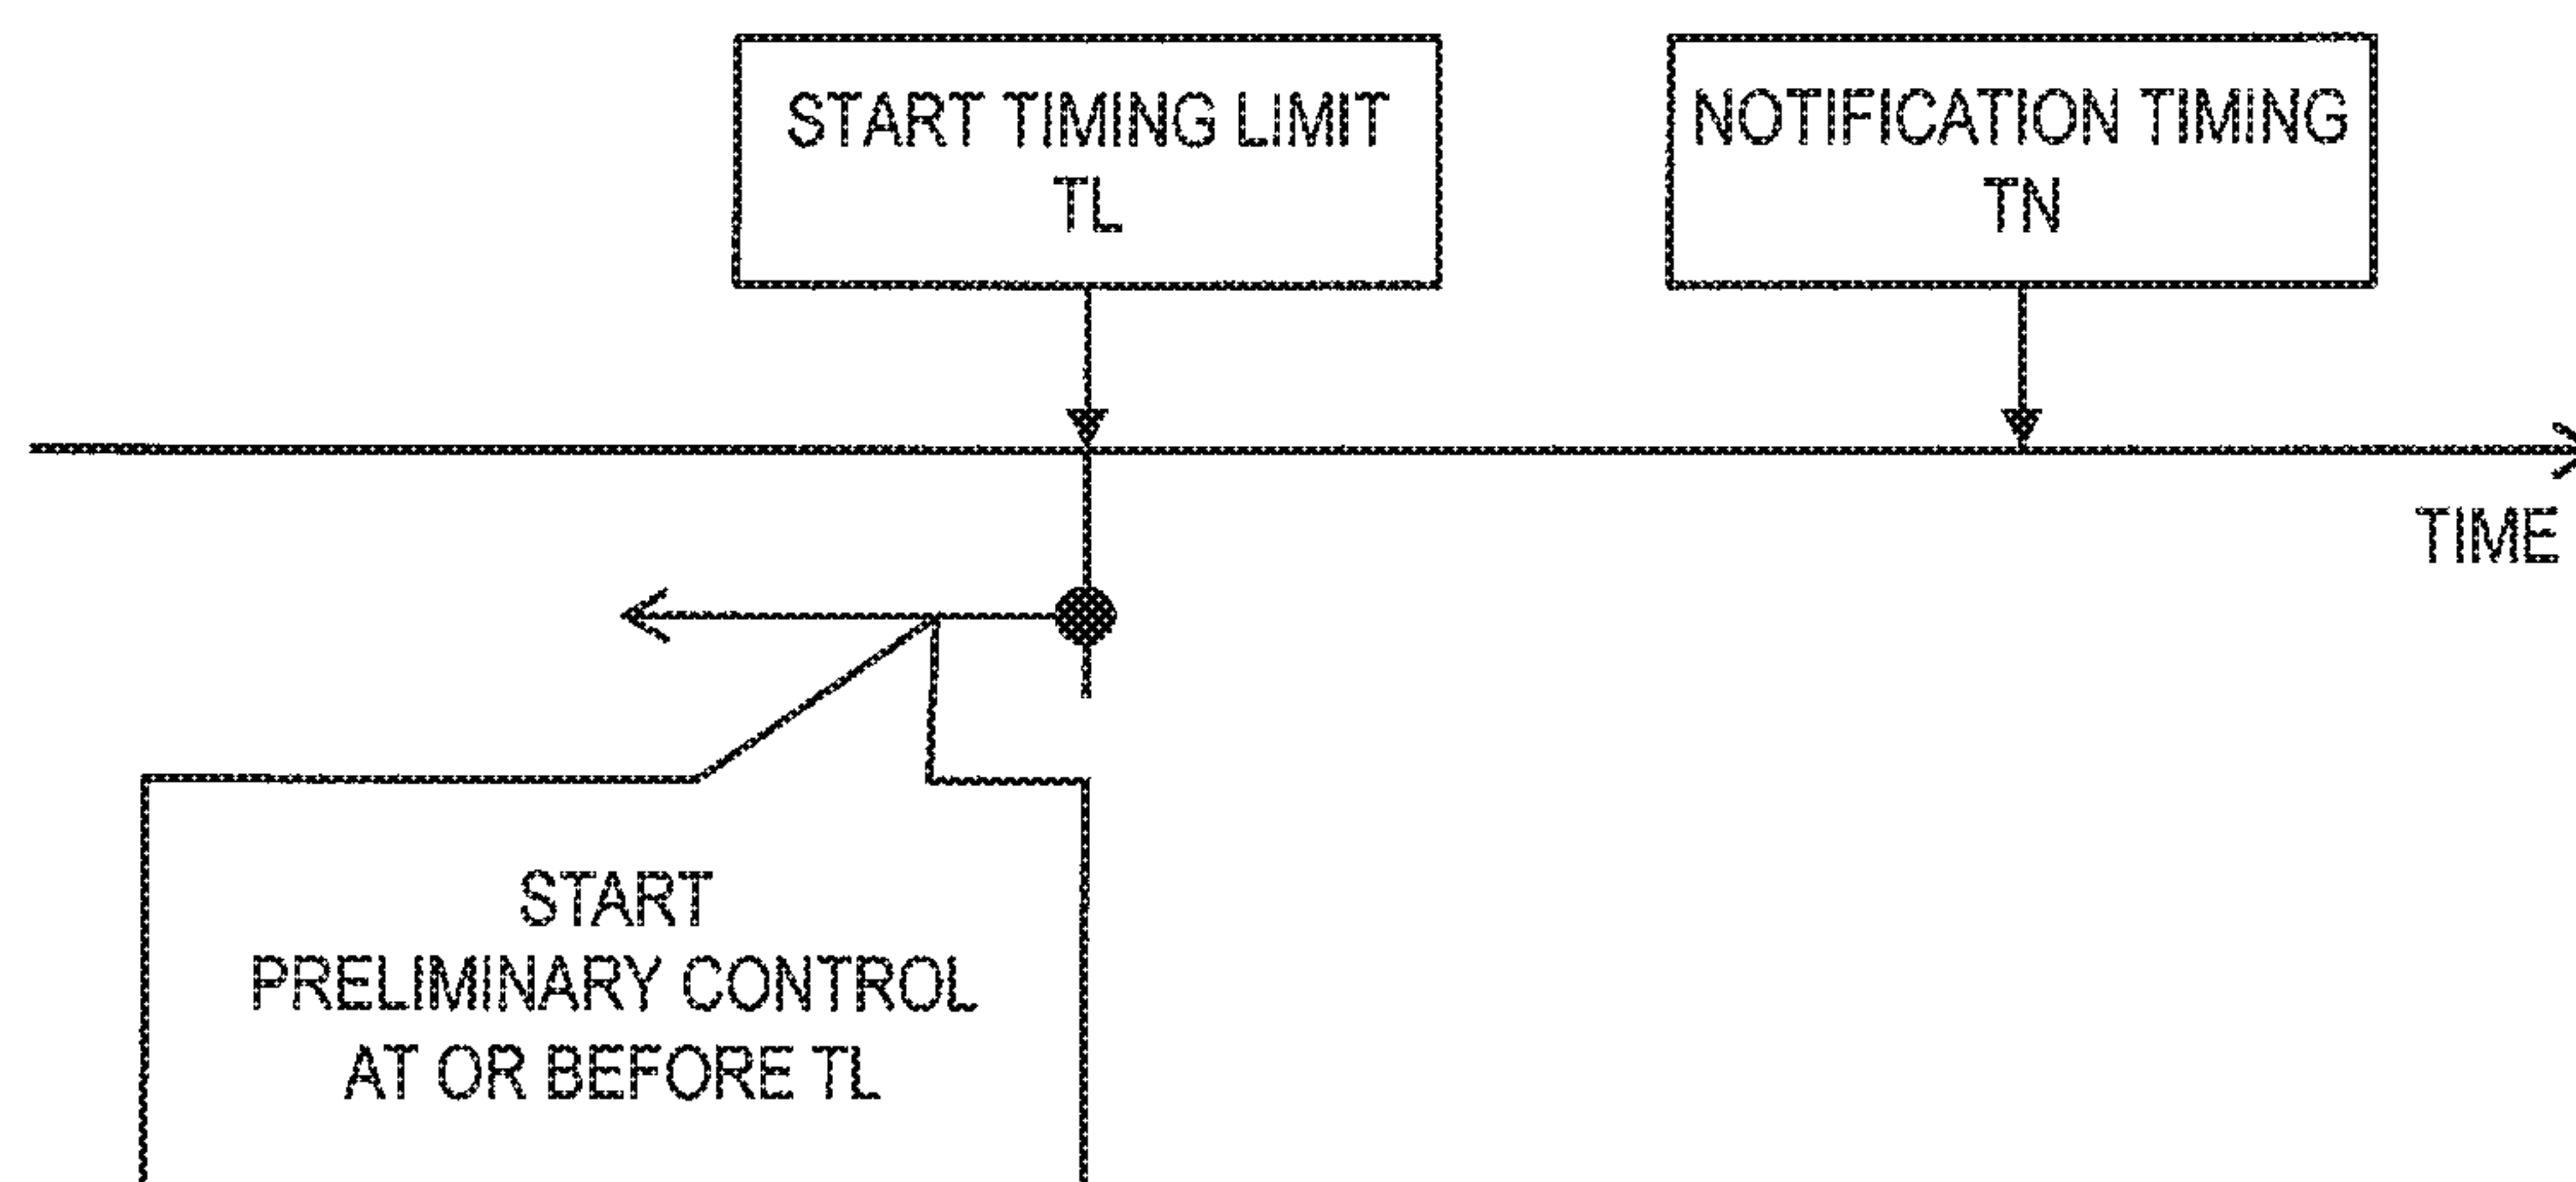 START TIMING LIMIT
TL
NOTIFICATION TIMING
TN
TIME
START
PRELIMINARY CONTROL
AT OR BEFORE TL